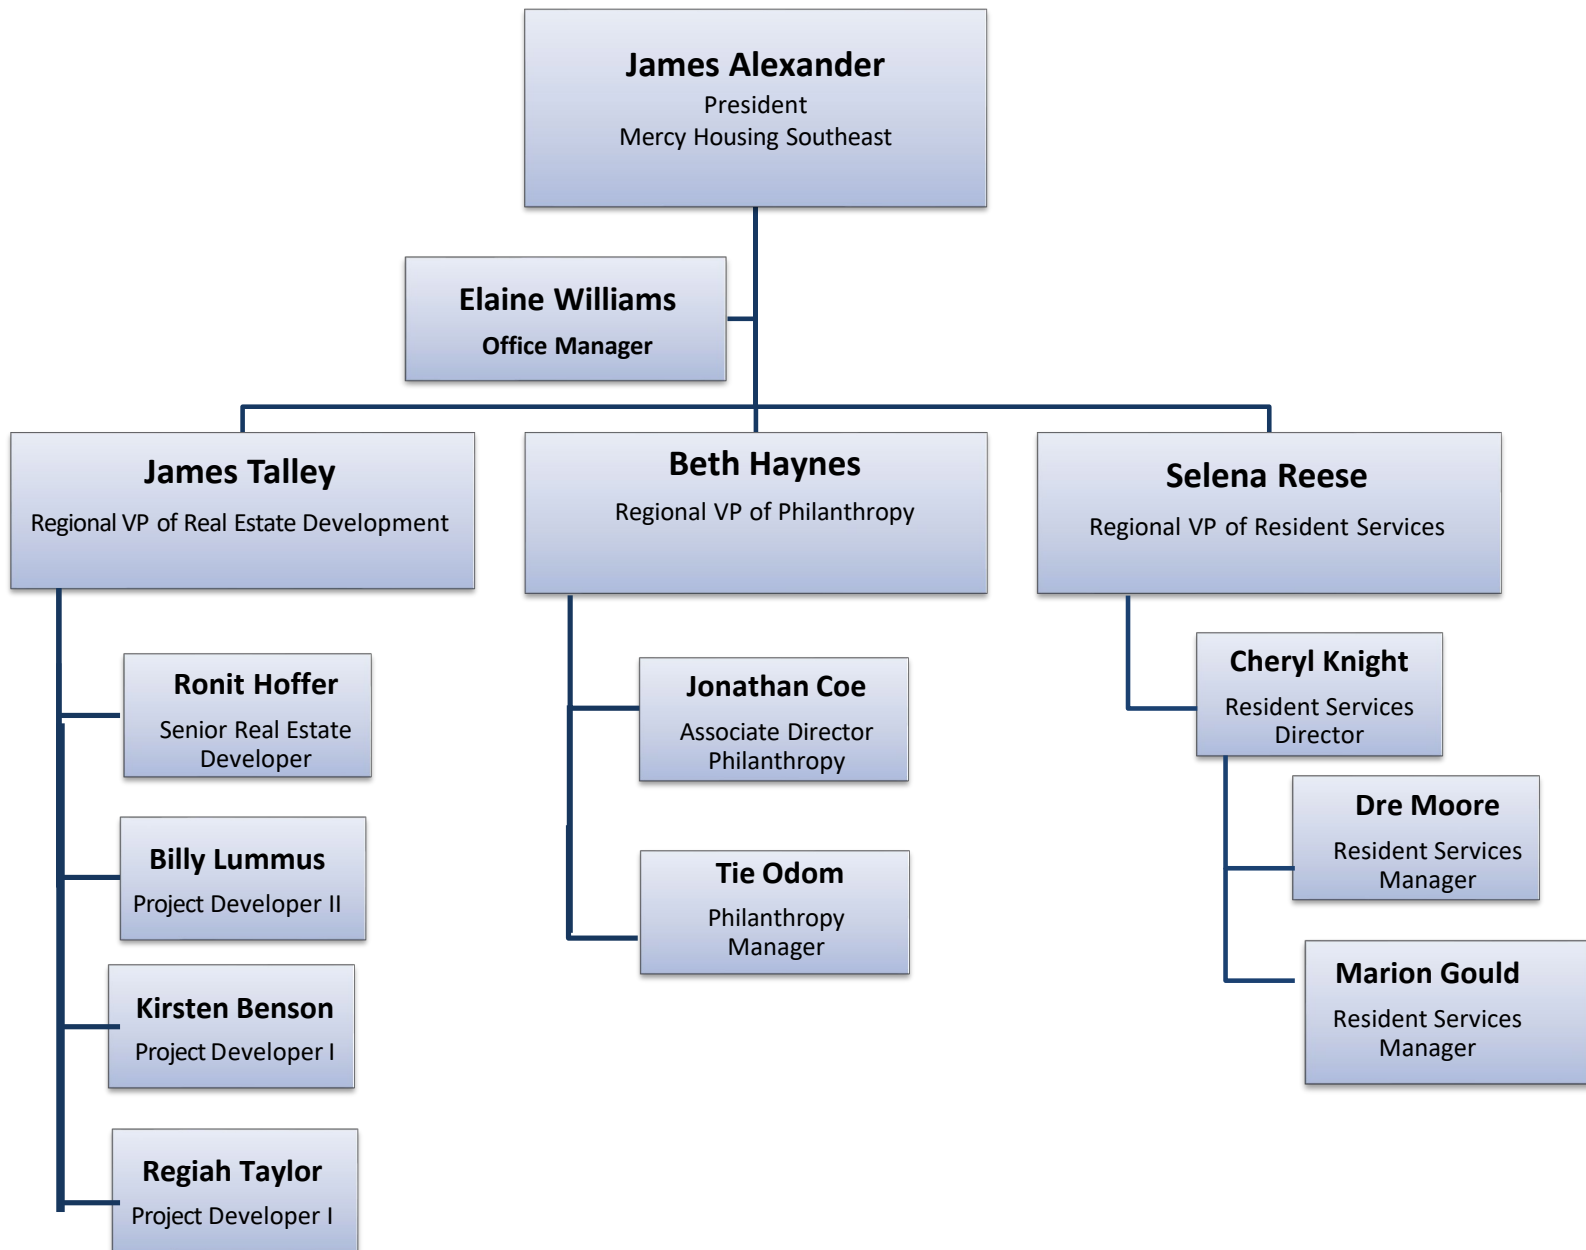 James Alexander
President
Mercy Housing Southeast
Elaine Williams
Office Manager
James Talley
Regional VP of Real Estate Development
Beth Haynes
Regional VP of Philanthropy
Selena Reese
Regional VP of Resident Services
Ronit Hoffer
Senior Real Estate
Developer
Billy Lummus
Project Developer II
Kirsten Benson
Project Developer I
Regiah Taylor
Project Developer I
Jonathan Coe
Associate Director
Philanthropy
Tie Odom
Philanthropy
Manager
Cheryl Knight
Resident Services
Director
Dre Moore
Resident Services
Manager
Marion Gould
Resident Services
Manager